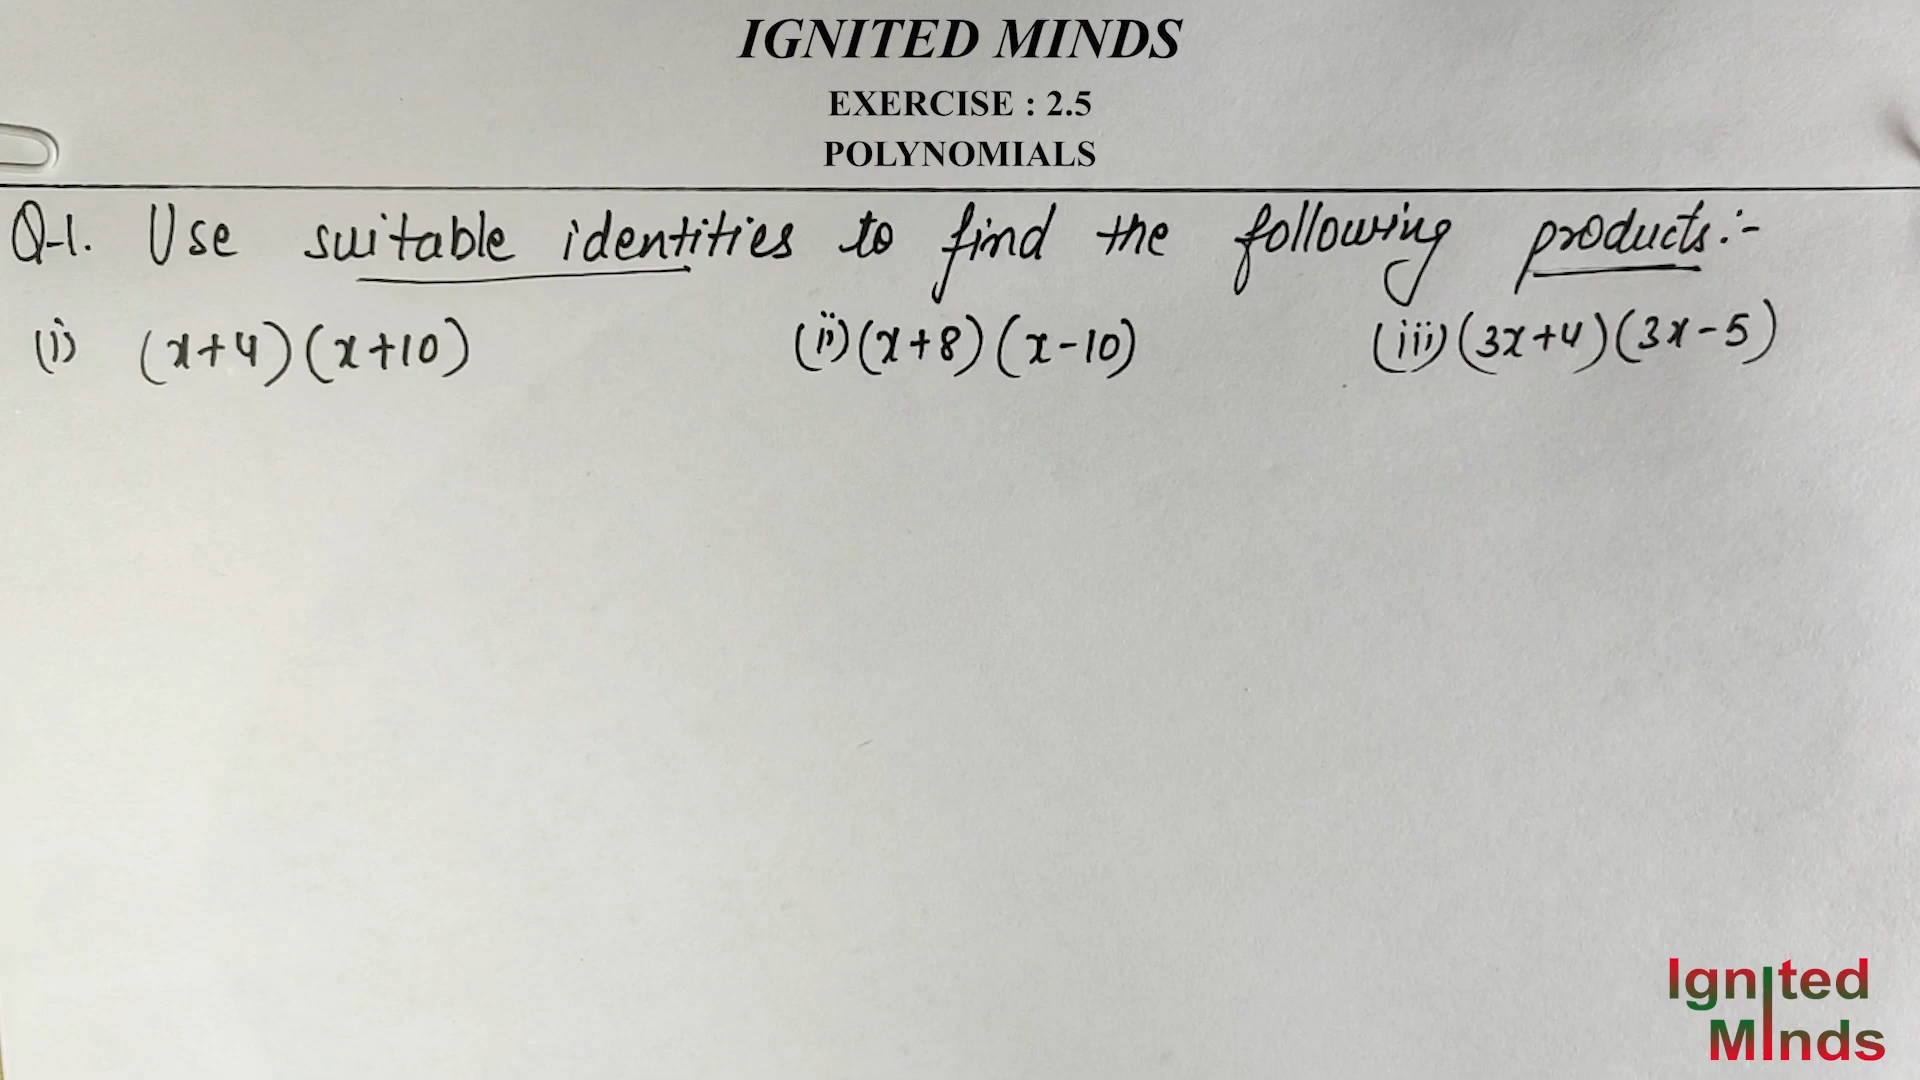 IGNITED MINDS
EXERCISE : 2.5
POLYNOMIALS
Q-1. Use suitable identities to find the following products:-
(i) (x+4)(x+10) (ii) (x+8)(x-10) (iii) (3x+4)(3x-5)
Ignited
Minds